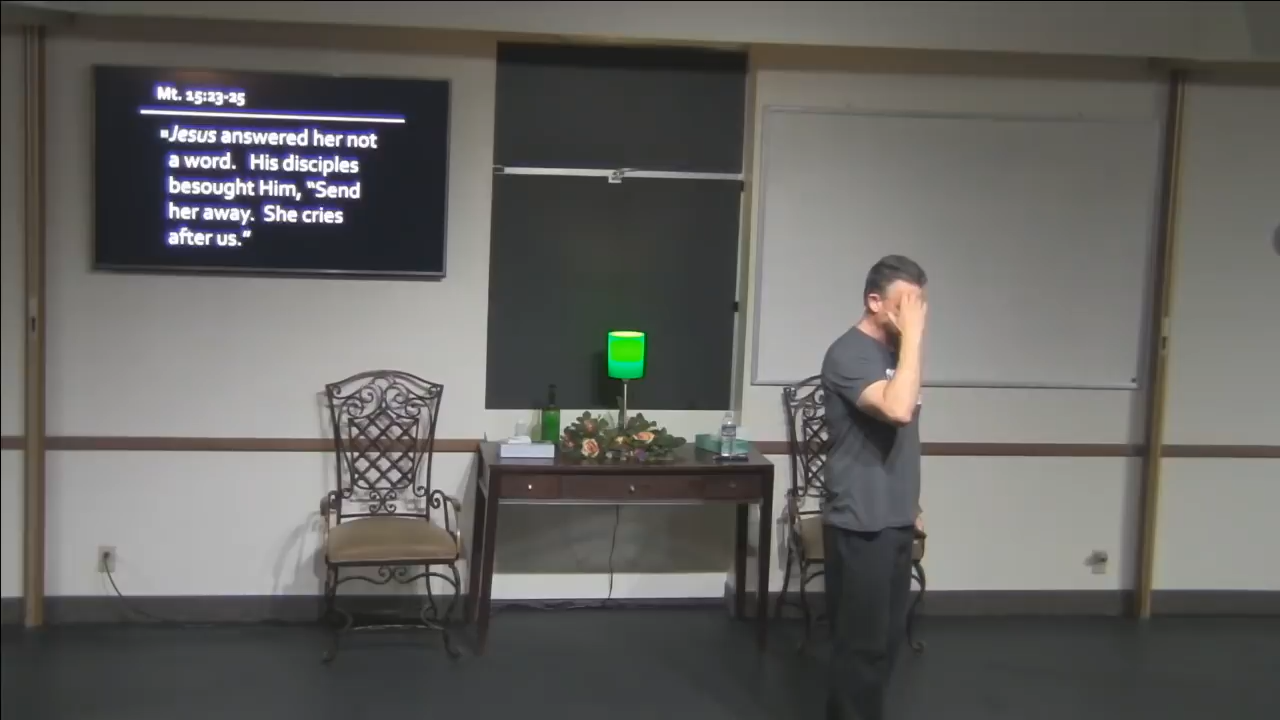 Mt. 15:23-25
▪Jesus answered her not
a word. His disciples
besought Him, “Send
her away. She cries
after us.”